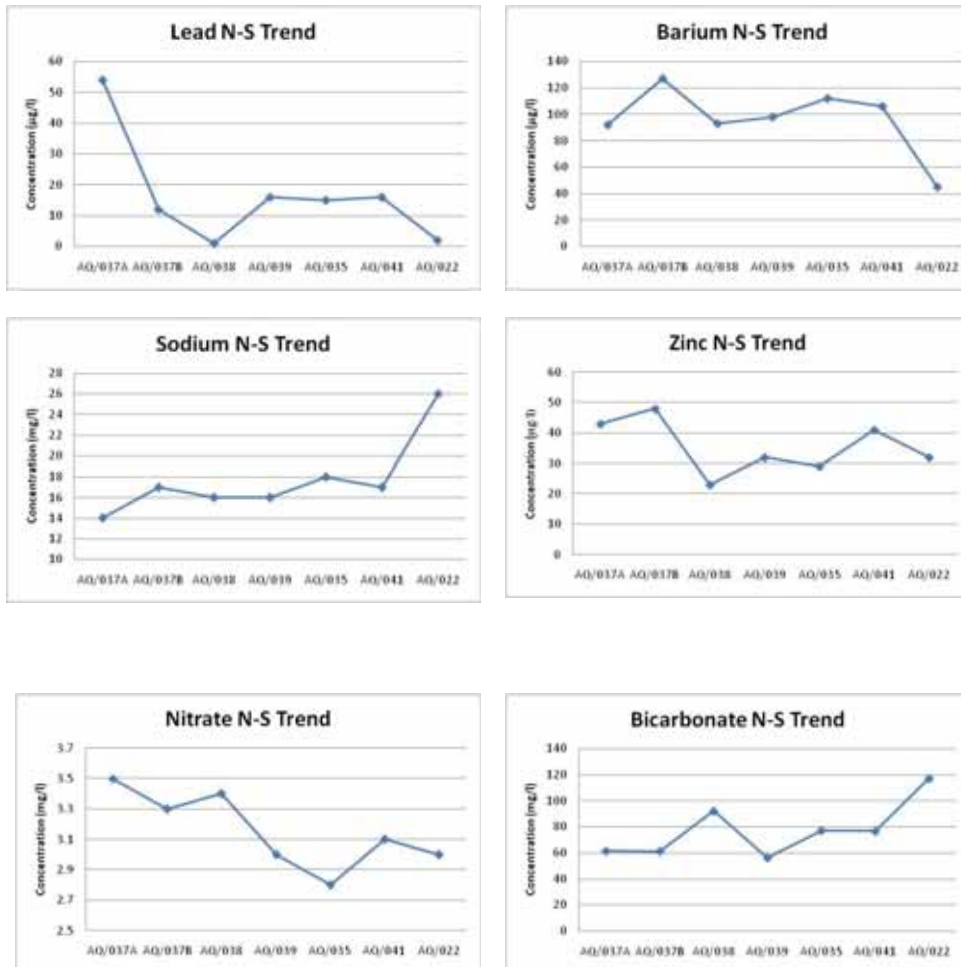 Lead N-S Trend
Concentration (µg/l)
60
50
40
30
20
10
0
AQ/037A AQ/037B AQ/038 AQ/039 AQ/035 AQ/041 AQ/022
Barium N-S Trend
Concentration (µg/l)
140
120
100
80
60
40
20
0
AQ/037A AQ/037B AQ/038 AQ/039 AQ/035 AQ/041 AQ/022
Sodium N-S Trend
Concentration (mg/l)
28
26
24
22
20
18
16
14
12
10
AQ/037A AQ/037B AQ/038 AQ/039 AQ/035 AQ/041 AQ/022
Zinc N-S Trend
Concentration (µg/l)
60
50
40
30
20
10
0
AQ/037A AQ/037B AQ/038 AQ/039 AQ/035 AQ/041 AQ/022
Nitrate N-S Trend
Concentration (mg/l)
3.7
3.5
3.3
3.1
2.9
2.7
2.5
AQ/037A AQ/037B AQ/038 AQ/039 AQ/035 AQ/041 AQ/022
Bicarbonate N-S Trend
Concentration (mg/l)
140
120
100
80
60
40
20
0
AQ/037A AQ/037B AQ/038 AQ/039 AQ/035 AQ/041 AQ/022